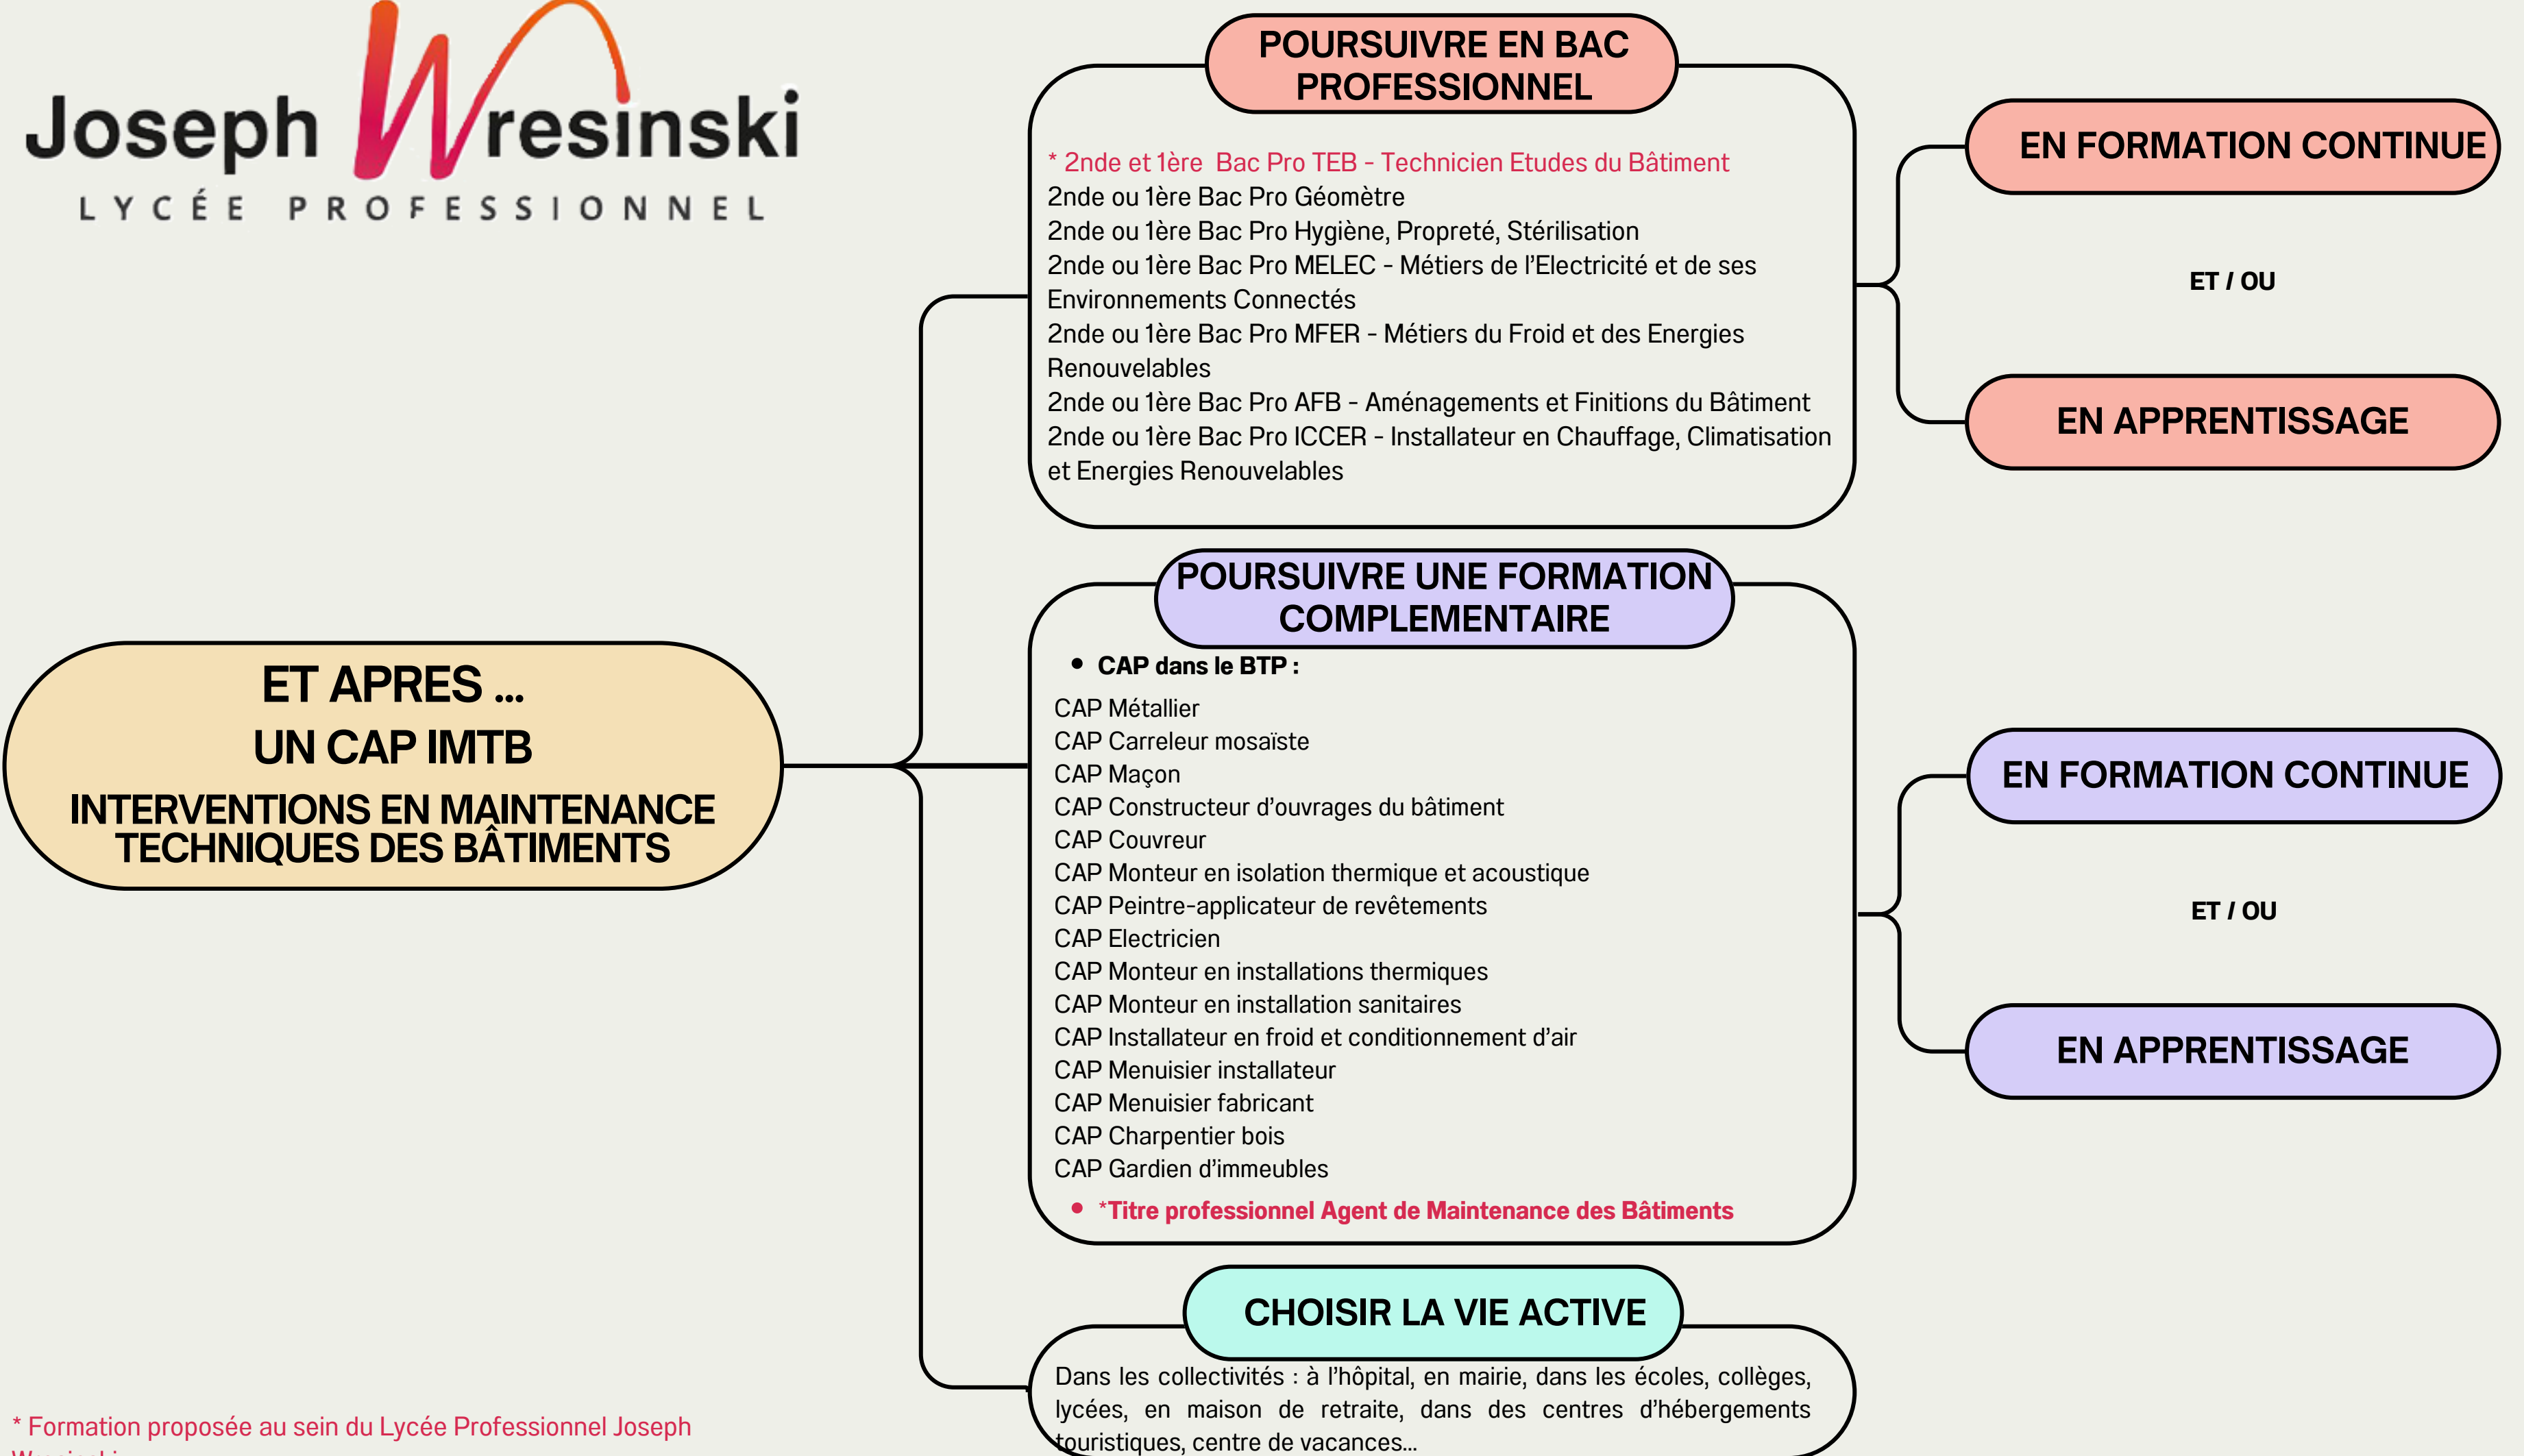 Joseph Wresinski
LYCÉE PROFESSIONNEL
ET APRES ...
UN CAP IMTB
INTERVENTIONS EN MAINTENANCE
TECHNIQUES DES BÂTIMENTS
POURSUIVRE EN BAC
PROFESSIONNEL
* 2nde et 1ère Bac Pro TEB - Technicien Etudes du Bâtiment
2nde ou 1ère Bac Pro Géomètre
2nde ou 1ère Bac Pro Hygiène, Propreté, Stérilisation
2nde ou 1ère Bac Pro MELEC - Métiers de l'Electricité et de ses
Environnements Connectés
2nde ou 1ère Bac Pro MFER - Métiers du Froid et des Energies
Renouvelables
2nde ou 1ère Bac Pro AFB - Aménagements et Finitions du Bâtiment
2nde ou 1ère Bac Pro ICCER - Installateur en Chauffage, Climatisation
et Energies Renouvelables
EN FORMATION CONTINUE
ET / OU
EN APPRENTISSAGE
POURSUIVRE UNE FORMATION
COMPLEMENTAIRE
• CAP dans le BTP :
CAP Métallier
CAP Carreleur mosaïste
CAP Maçon
CAP Constructeur d'ouvrages du bâtiment
CAP Couvreur
CAP Monteur en isolation thermique et acoustique
CAP Peintre-applicateur de revêtements
CAP Electricien
CAP Monteur en installations thermiques
CAP Monteur en installation sanitaires
CAP Installateur en froid et conditionnement d'air
CAP Menuisier installateur
CAP Menuisier fabricant
CAP Charpentier bois
CAP Gardien d'immeubles
• *Titre professionnel Agent de Maintenance des Bâtiments
EN FORMATION CONTINUE
ET / OU
EN APPRENTISSAGE
CHOISIR LA VIE ACTIVE
Dans les collectivités : à l'hôpital, en mairie, dans les écoles, collèges,
lycées, en maison de retraite, dans des centres d'hébergements
touristiques, centre de vacances...
* Formation proposée au sein du Lycée Professionnel Joseph